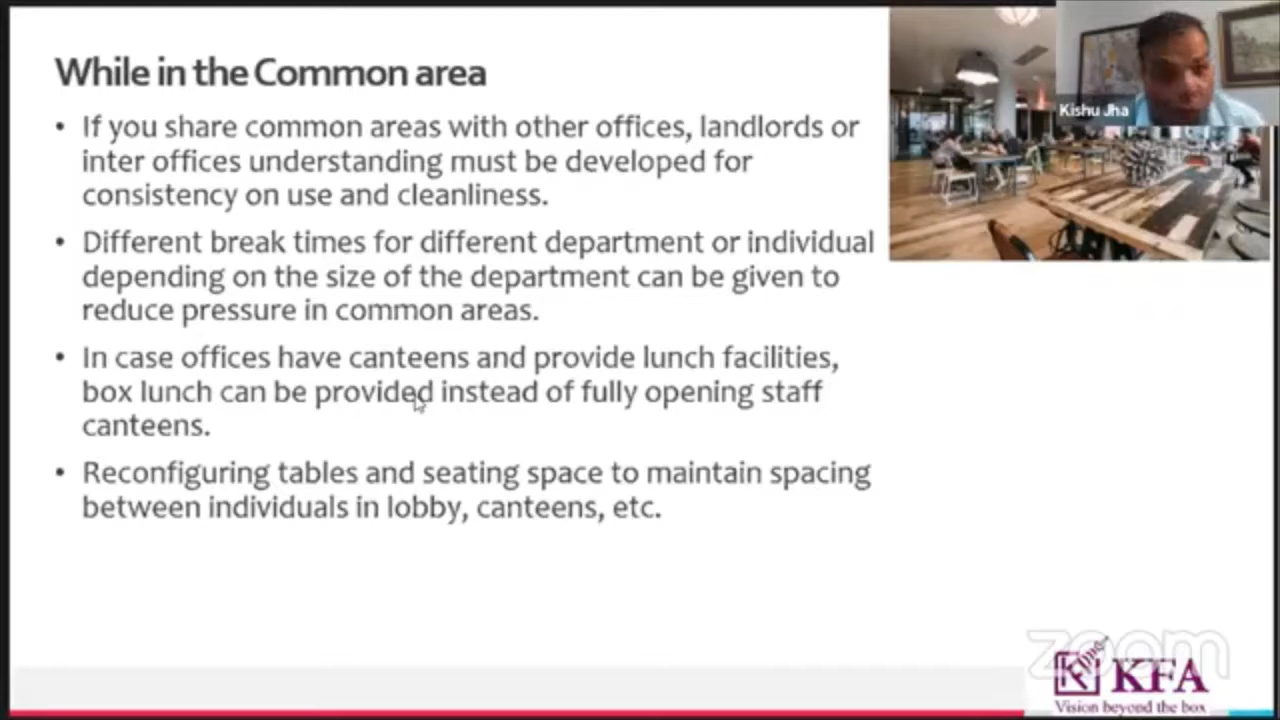 While in the Common area
• If you share common areas with other offices, landlords or
inter offices understanding must be developed for
consistency on use and cleanliness.
• Different break times for different department or individual
depending on the size of the department can be given to
reduce pressure in common areas.
• In case offices have canteens and provide lunch facilities,
box lunch can be provided instead of fully opening staff
canteens.
• Reconfiguring tables and seating space to maintain spacing
between individuals in lobby, canteens, etc.
Kishu Jha
zoom
KFA
Vision beyond the box